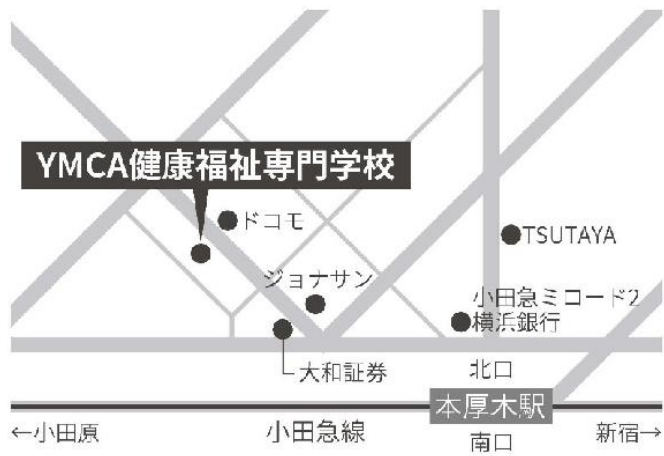 YMCA健康福祉専門学校
ドコモ
TSUTAYA
ジョナサン
小田急ミロード2
横浜銀行
大和証券
北口
本厚木駅
←小田原
小田急線
南口
新宿→